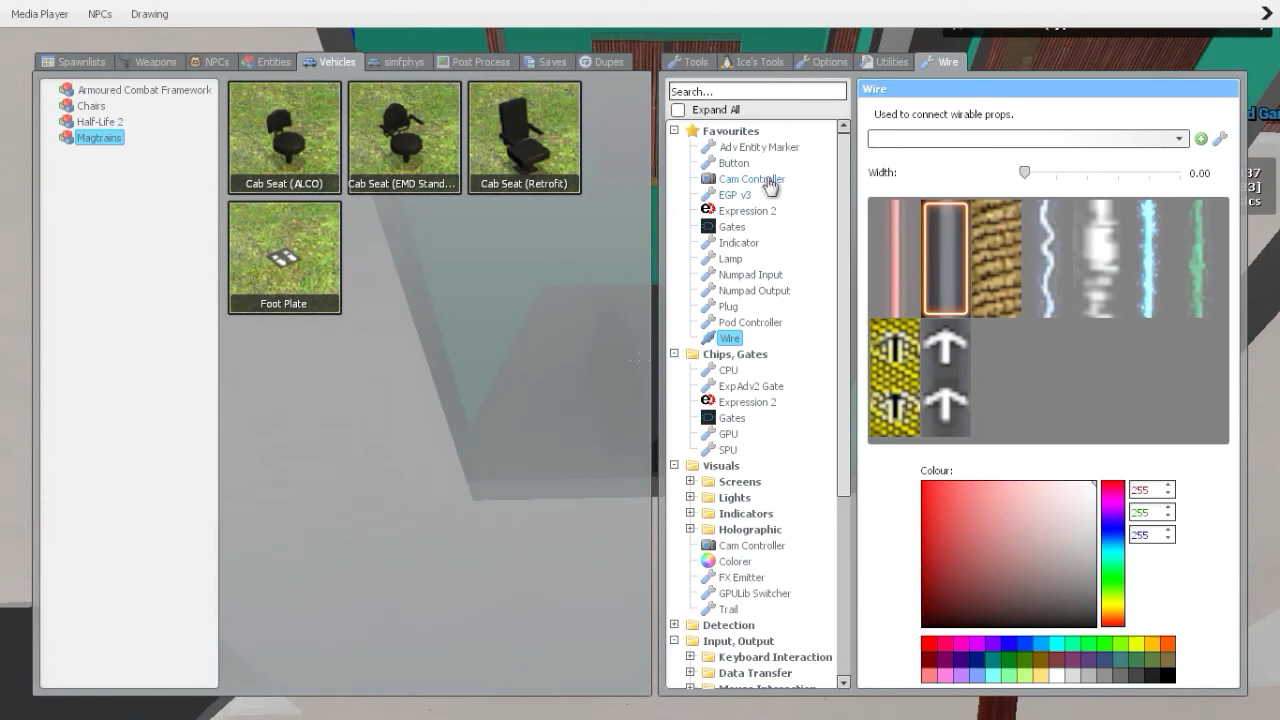 Media Player NPCs Drawing
Spawnlists Weapons NPCs Entities Vehicles simfphys Post Process Saves Dupes
Tools Ice's Tools Options Utilities Wire
Armoured Combat Framework
Chairs
Half-Life 2
Magtrains
Cab Seat (ALCO)
Cab Seat (EMD Stand...
Cab Seat (Retrofit)
Foot Plate
Search...
Expand All
Favourites
Adv Entity Marker
Button
Cam Controller
EGP v3
Expression 2
Gates
Indicator
Lamp
Numpad Input
Numpad Output
Plug
Pod Controller
Wire
Chips, Gates
CPU
ExpAdv2 Gate
Expression 2
Gates
GPU
SPU
Visuals
Screens
Lights
Indicators
Holographic
Cam Controller
Colorer
FX Emitter
GPULib Switcher
Trail
Detection
Input, Output
Keyboard Interaction
Data Transfer
Wire
Used to connect wirable props.
Width: 0.00
Colour:
255
255
255